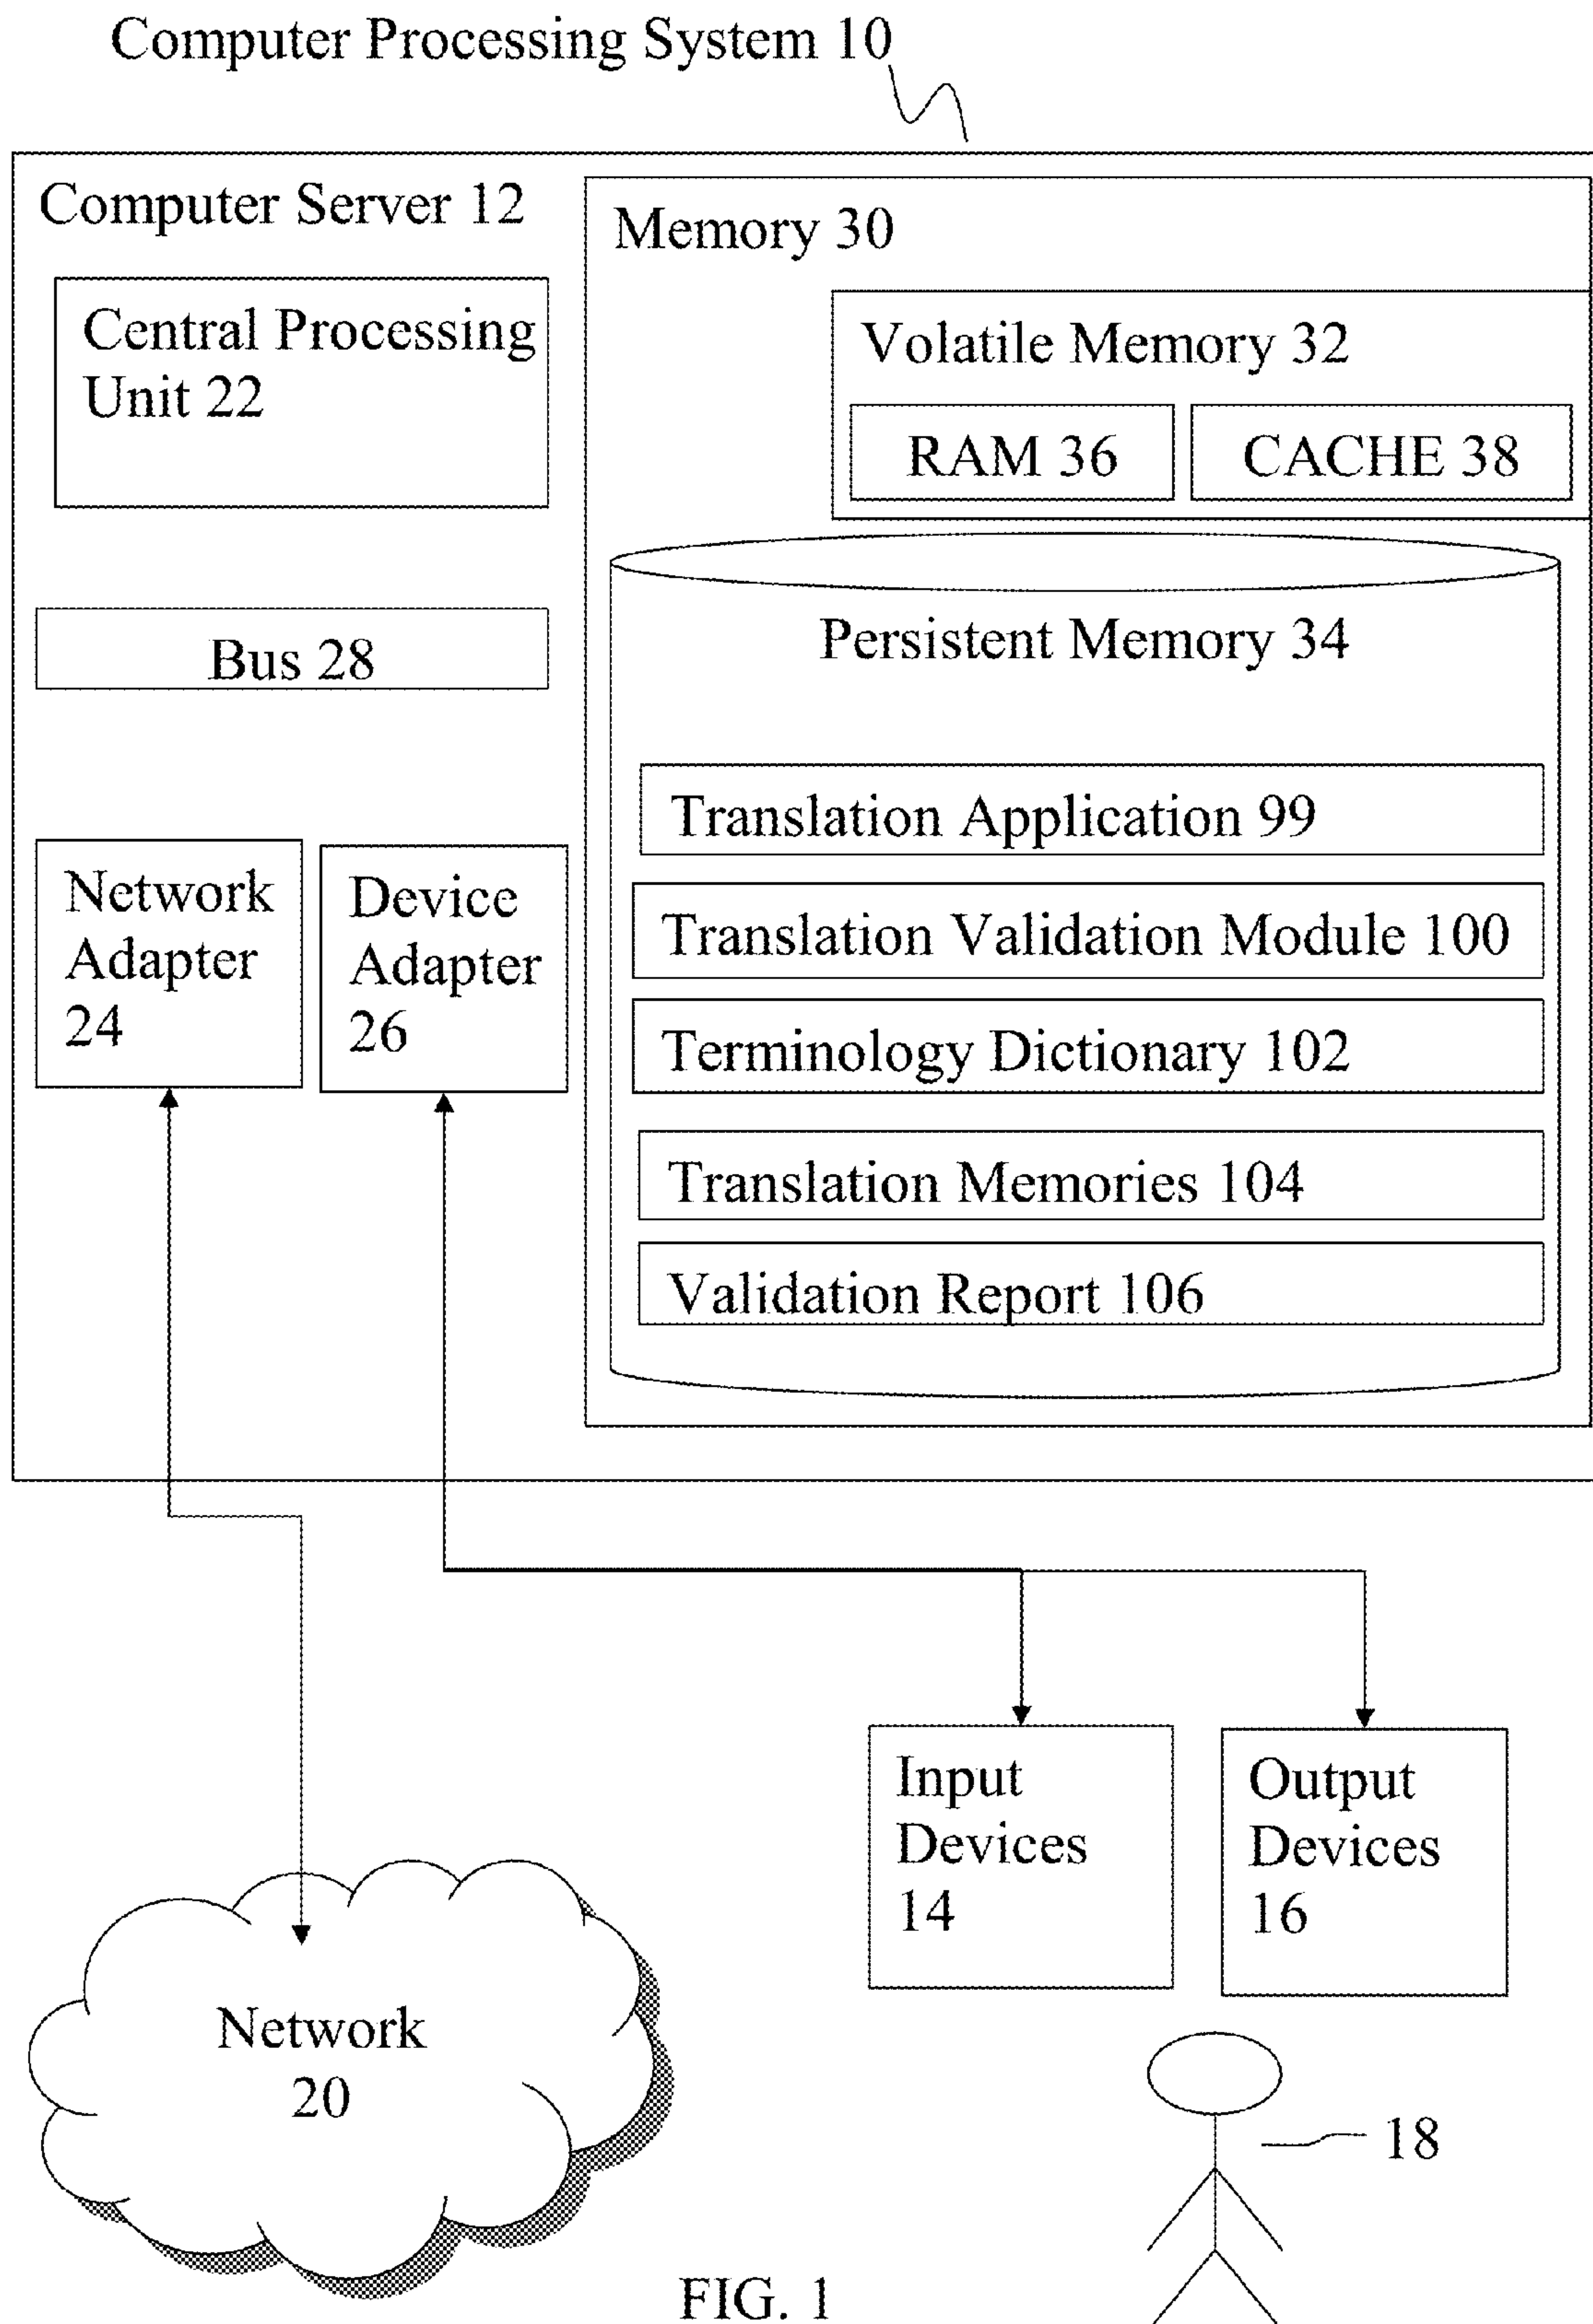 Computer Processing System 10
Computer Server 12
Central Processing
Unit 22
Bus 28
Network
Adapter
24
Device
Adapter
26
Memory 30
Volatile Memory 32
RAM 36
CACHE 38
Persistent Memory 34
Translation Application 99
Translation Validation Module 100
Terminology Dictionary 102
Translation Memories 104
Validation Report 106
Input
Devices
14
Output
Devices
16
Network
20
18
FIG. 1